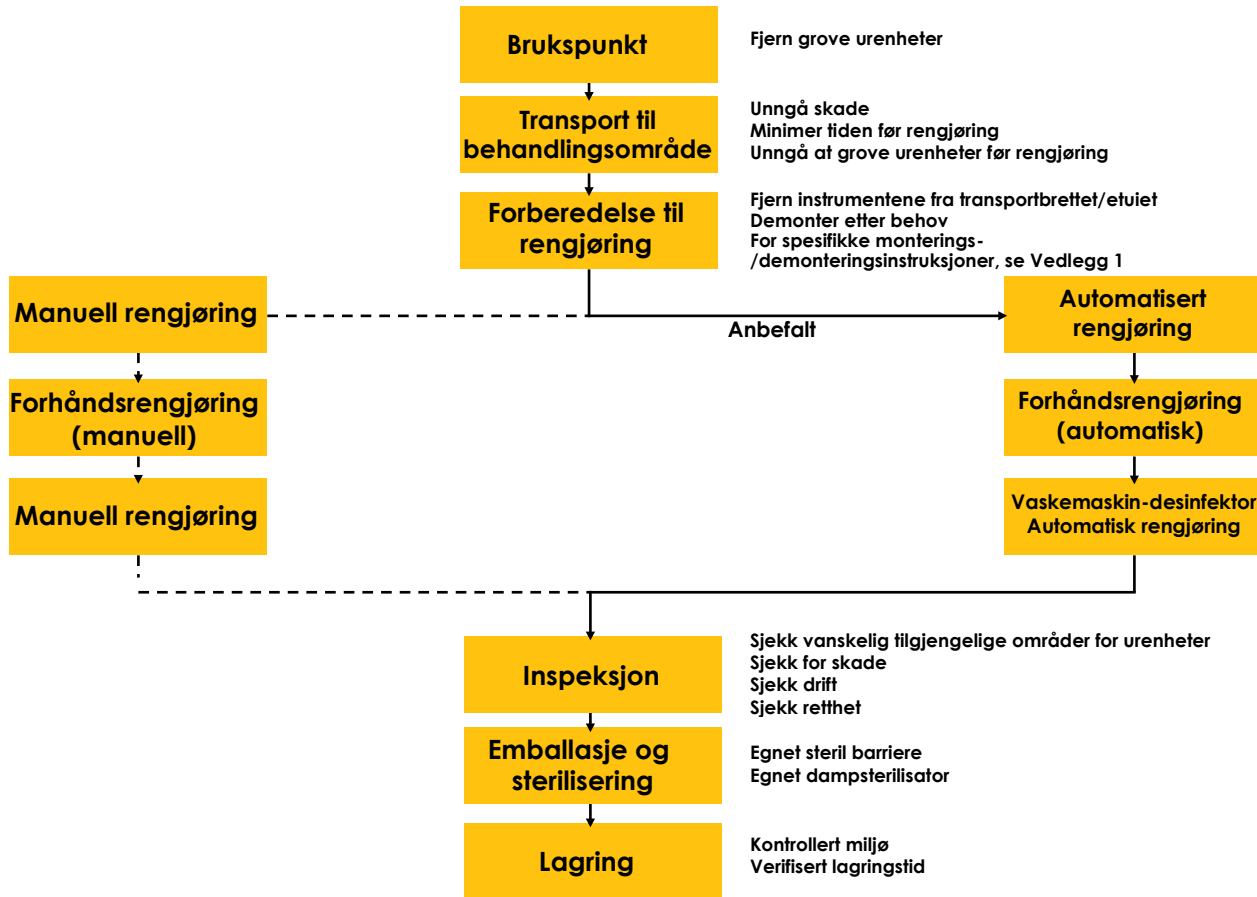 Brukspunkt
Fjern grove urenheter
Transport til
behandlingsområde
Unngå skade
Minimer tiden før rengjøring
Unngå at grove urenheter før rengjøring
Forberedelse til
rengjøring
Fjern instrumentene fra transportbrettet/etuiet
Demonter etter behov
For spesifikke monterings-
/demonteringsinstruksjoner, se Vedlegg 1
Manuell rengjøring
Anbefalt
Automatisert
rengjøring
Forhåndsrengjøring
(manuell)
Forhåndsrengjøring
(automatisk)
Manuell rengjøring
Vaskemaskin-desinfektor
Automatisk rengjøring
Inspeksjon
Sjekk vanskelig tilgjengelige områder for urenheter
Sjekk for skade
Sjekk drift
Sjekk retthet
Emballasje og
sterilisering
Egnet steril barriere
Egnet dampsterilisator
Lagring
Kontrollert miljø
Verifisert lagringstid